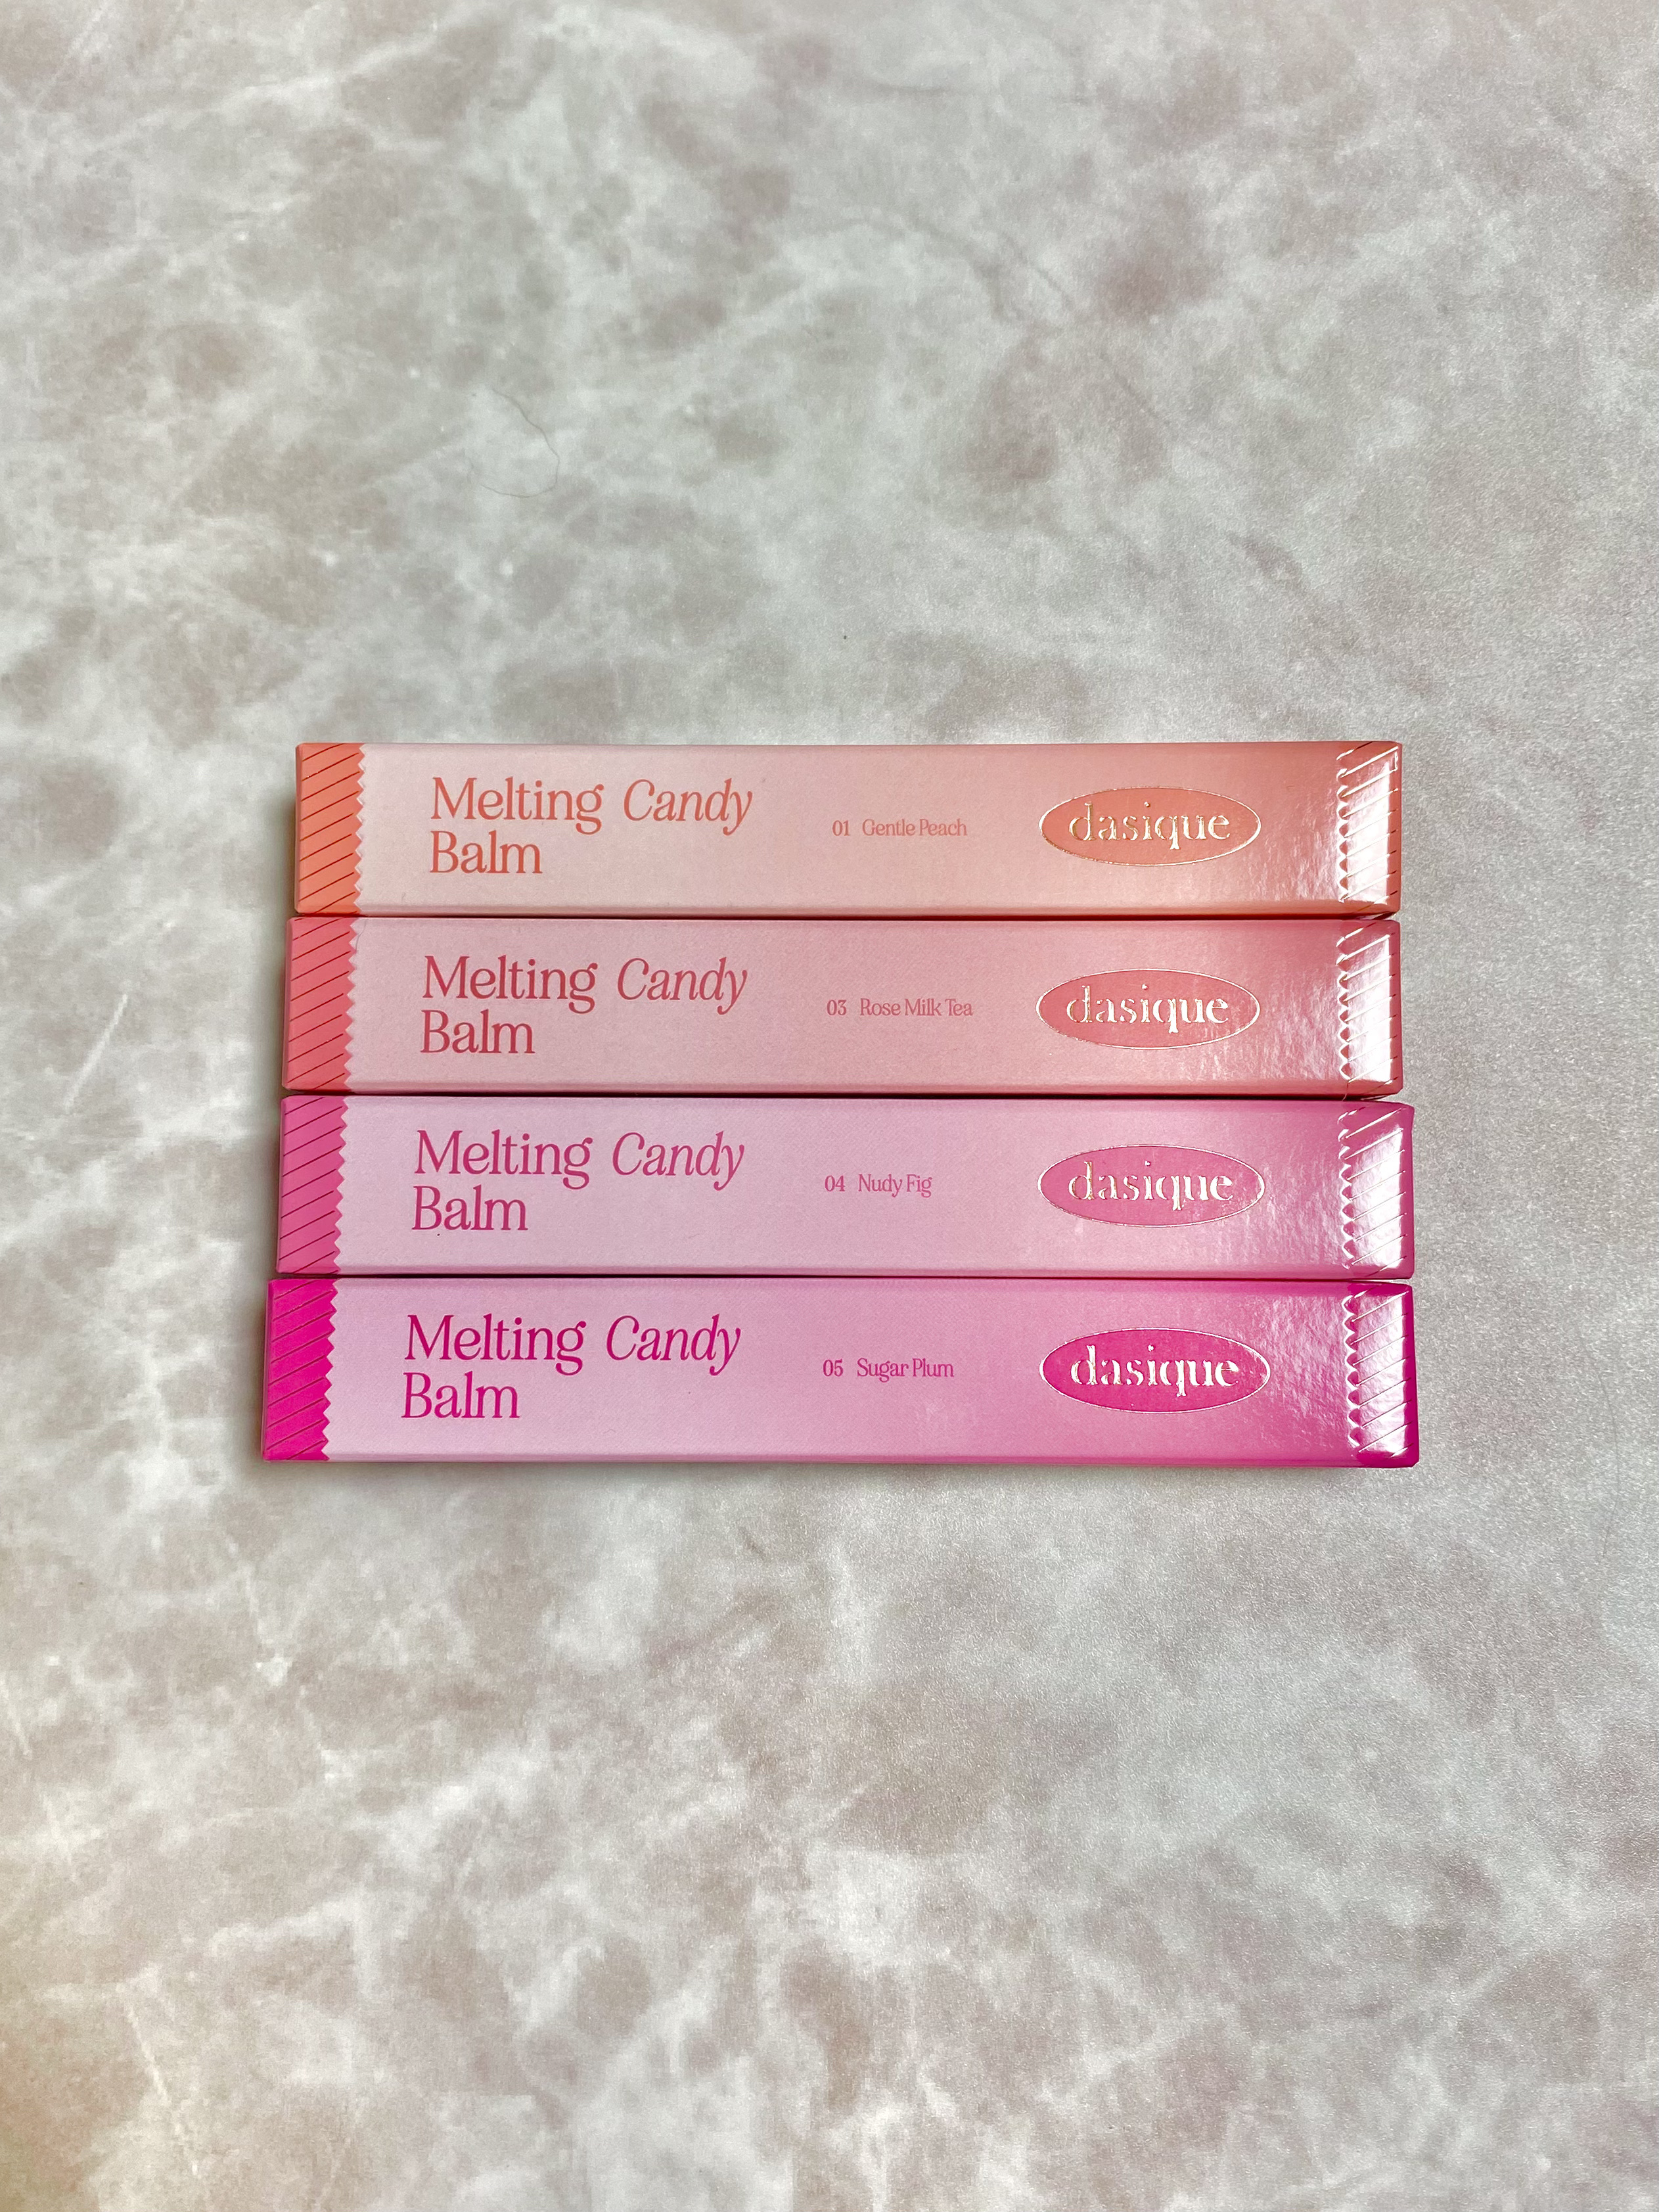 Melting Candy
Balm
01 Gentle Peach
dasique
Melting Candy
Balm
03 Rose Milk Tea
dasique
Melting Candy
Balm
04 Nudy Fig
dasique
Melting Candy
Balm
05 Sugar Plum
dasique